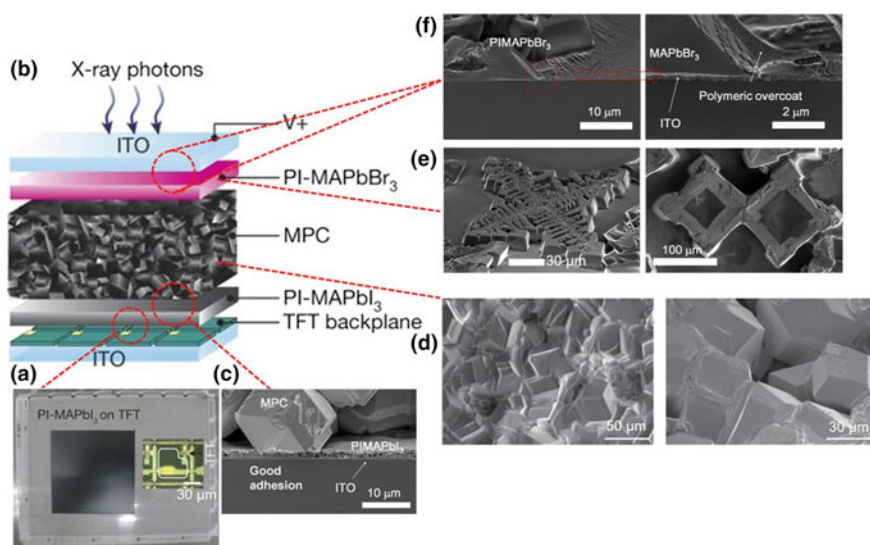 (b)
X-ray photons
ITO
V+
PI-MAPbBr₃
MPC
PI-MAPbI₃
TFT backplane
ITO
(a)
PI-MAPbI₃ on TFT
TFT
30 μm
(c)
MPC
PIMAPbI₃
Good
adhesion
ITO
10 μm
(f)
PIMAPbBr₃
10 μm
MAPbBr₃
Polymeric overcoat
ITO
2 μm
(e)
30 μm
100 μm
(d)
50 μm
30 μm